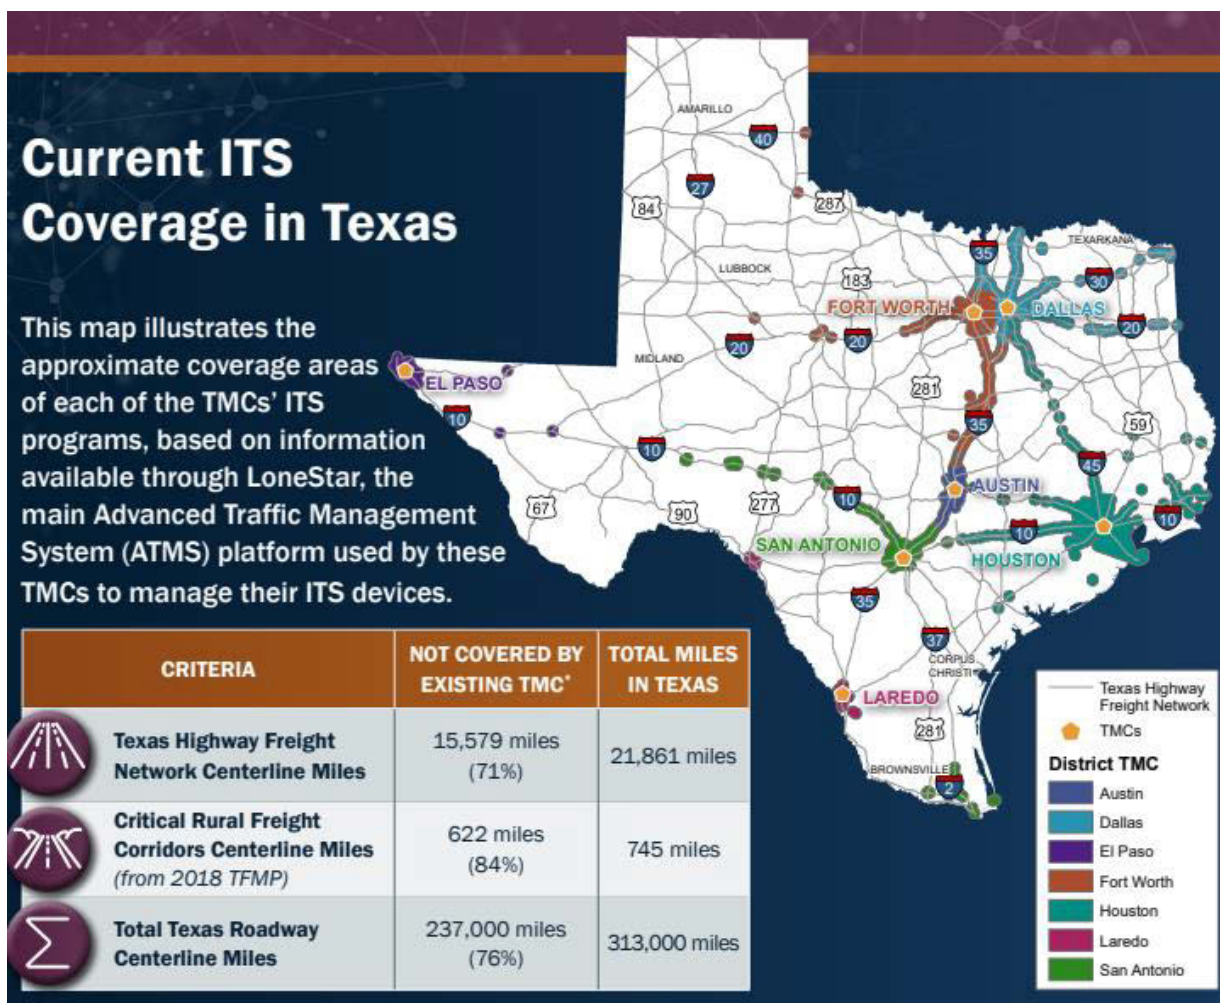 Current ITS
Coverage in Texas
This map illustrates the
approximate coverage areas
of each of the TMCs' ITS
programs, based on information
available through LoneStar, the
main Advanced Traffic Management
System (ATMS) platform used by these
TMCs to manage their ITS devices.
AMARILLO
40
27
84
287
35
TEXARKANA
LUBBOCK
183
30
FORT WORTH
DALLAS
20
20
20
MIDLAND
EL PASO
281
10
35
59
10
45
AUSTIN
10
67
90
277
10
10
SAN ANTONIO
HOUSTON
35
37
CORPUS
CHRISTI
LAREDO
281
BROWNSVILLE
2
CRITERIA
NOT COVERED BY
EXISTING TMC*
TOTAL MILES
IN TEXAS
Texas Highway Freight
Network Centerline Miles
15,579 miles
(71%)
21,861 miles
Critical Rural Freight
Corridors Centerline Miles
(from 2018 TFMP)
622 miles
(84%)
745 miles
Total Texas Roadway
Centerline Miles
237,000 miles
(76%)
313,000 miles
Texas Highway
Freight Network
TMCs
District TMC
Austin
Dallas
El Paso
Fort Worth
Houston
Laredo
San Antonio